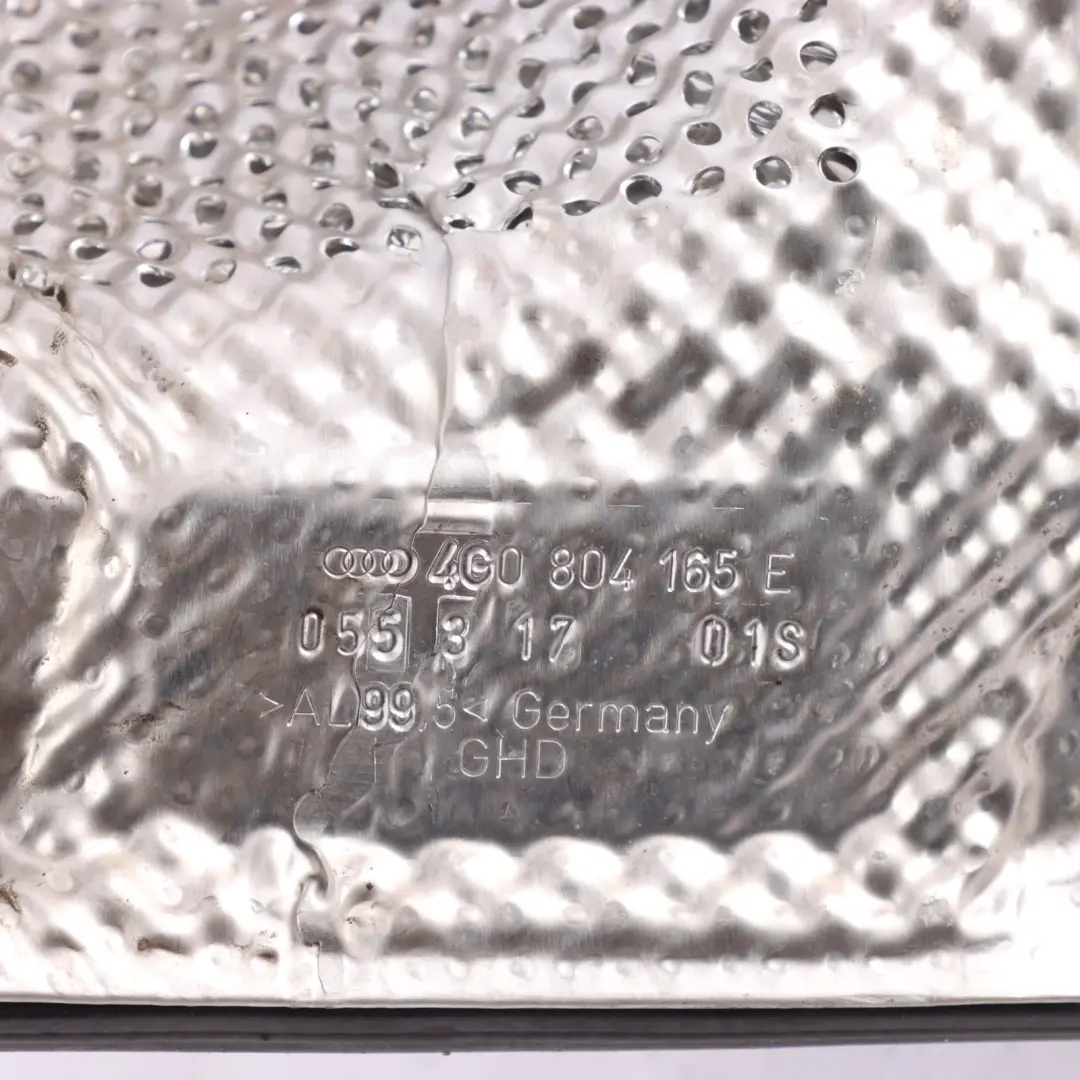 4G0 804 165 E
055 3 17 01S
>AL99,5< Germany
GHD